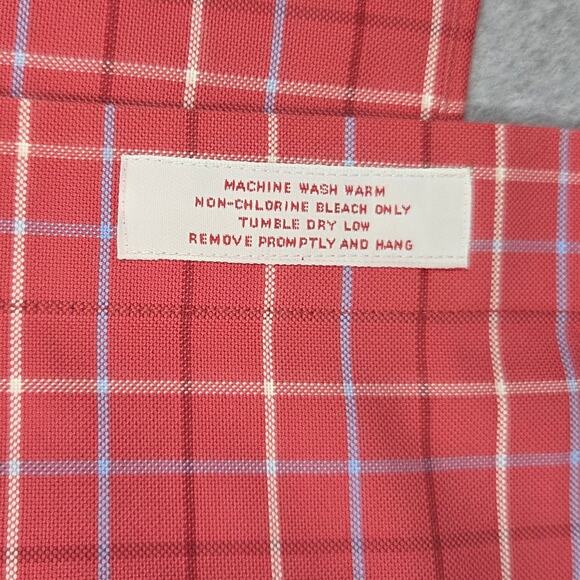 MACHINE WASH WARM
NON-CHLORINE BLEACH ONLY
TUMBLE DRY LOW
REMOVE PROMPTLY AND HANG